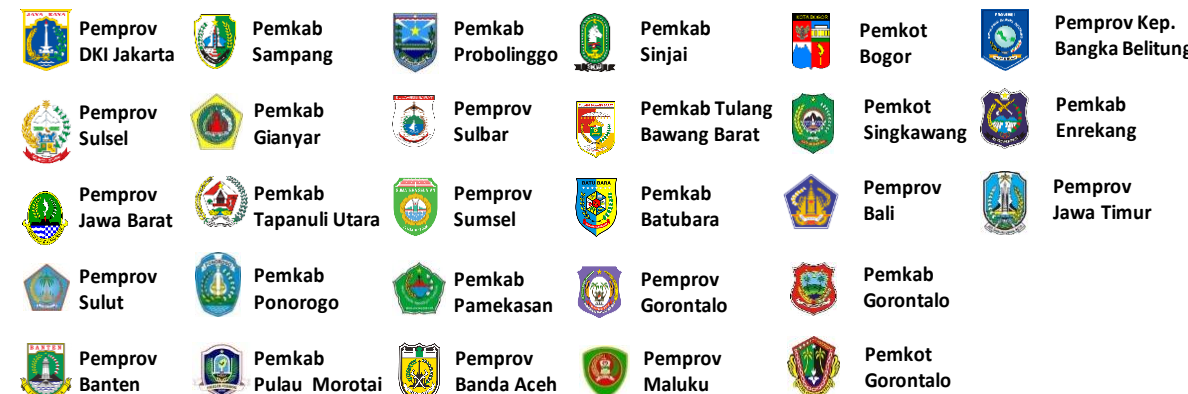 Pemprov
DKI Jakarta
Pemkab
Sampang
Pemkab
Probolinggo
Pemkab
Sinjai
KOTA BOGOR
Pemkot
Bogor
Pemprov Kep.
Bangka Belitung
Pemprov
Sulsel
Pemkab
Gianyar
Pemprov
Sulbar
Pemkab Tulang
Bawang Barat
Pemkot
Singkawang
Pemkab
Enrekang
Pemprov
Jawa Barat
Pemkab
Tapanuli Utara
Pemprov
Sumsel
BATU BARA
Pemkab
Batubara
Pemprov
Bali
Pemprov
Jawa Timur
Pemprov
Sulut
Pemkab
Ponorogo
Pemkab
Pamekasan
Pemprov
Gorontalo
Pemkab
Gorontalo
BANTEN
Pemprov
Banten
Pemkab
Pulau Morotai
Pemprov
Banda Aceh
Pemprov
Maluku
Pemkot
Gorontalo